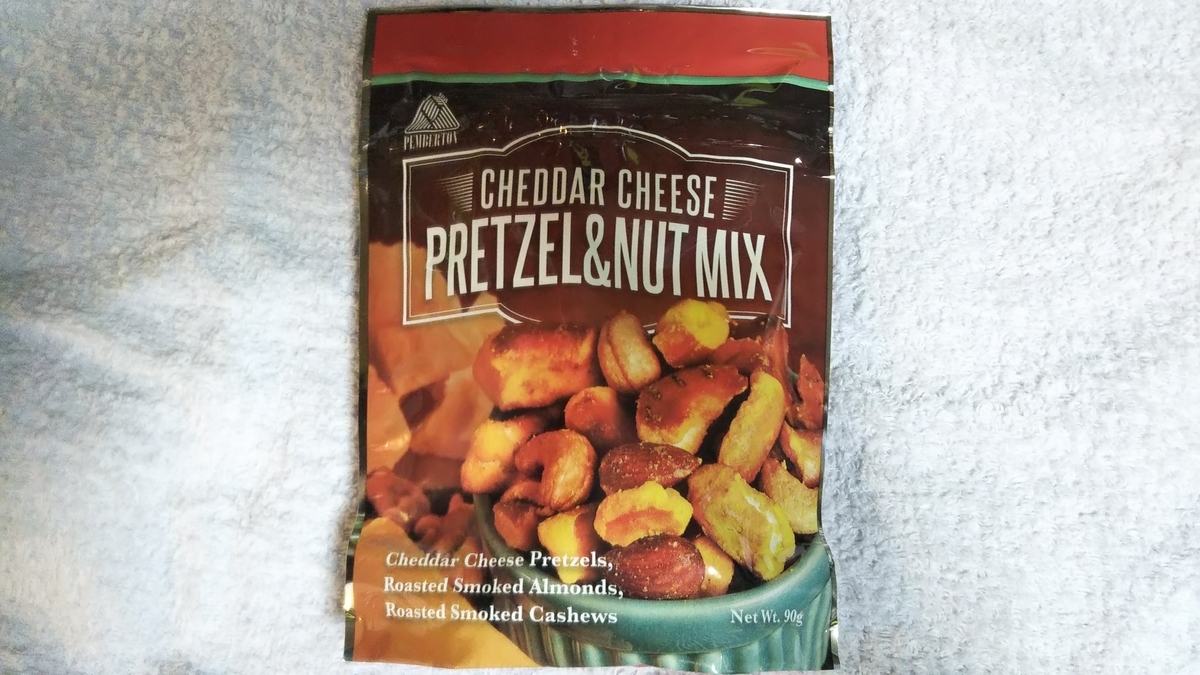 PEMBERTON
CHEDDAR CHEESE
PRETZEL&NUT MIX
Cheddar Cheese Pretzels,
Roasted Smoked Almonds,
Roasted Smoked Cashews
Net Wt. 90g